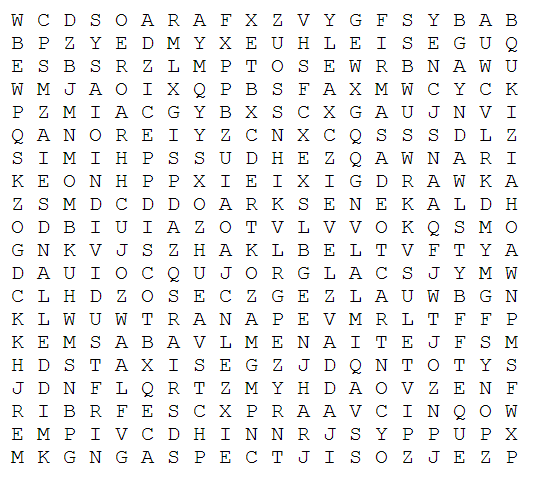 W C D S O A R A F X Z V Y G F S Y B A B
B P Z Y E D M Y X E U H L E I S E G U Q
E S B S R Z L M P T O S E W R B N A W U
W M J A O I X Q P B S F A X M W C Y C K
P Z M I A C G Y B X S C X G A U J N V I
Q A N O R E I Y Z C N X C Q S S S D L Z
S I M I H P S S U D H E Z Q A W N A R I
K E O N H P P X I E I X I G D R A W K A
Z S M D C D D O A R K S E N E K A L D H
O D B I U I A Z O T V L V V O K Q S M O
G N K V J S Z H A K L B E L T V F T Y A
D A U I O C Q U J O R G L A C S J Y M W
C L H D Z O S E C Z G E Z L A U W B G N
K L W U W T R A N A P E V M R L T F F P
K E M S A B A V L M E N A I T E J F S M
H D S T A X I S E G Z J D Q N T O T Y S
J D N F L Q R T Z M Y H D A O V Z E N F
R I B R F E S C X P R A A V C I N Q O W
E M P I V C D H I N N R J S Y P P U P X
M K G N G A S P E C T J I S O Z J E Z P